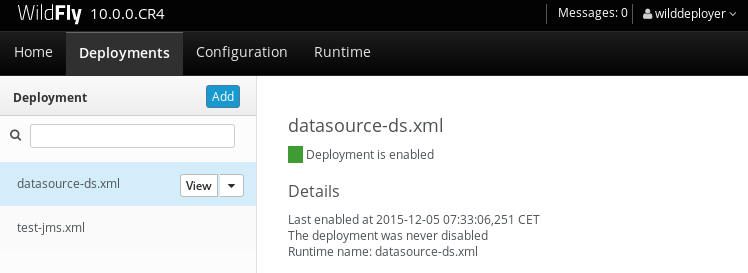 WildFly 10.0.0.CR4
Messages: 0
wilddeployer
Home Deployments Configuration Runtime
Deployment
Add
datasource-ds.xml
View
test-jms.xml
datasource-ds.xml
Deployment is enabled
Details
Last enabled at 2015-12-05 07:33:06,251 CET
The deployment was never disabled
Runtime name: datasource-ds.xml